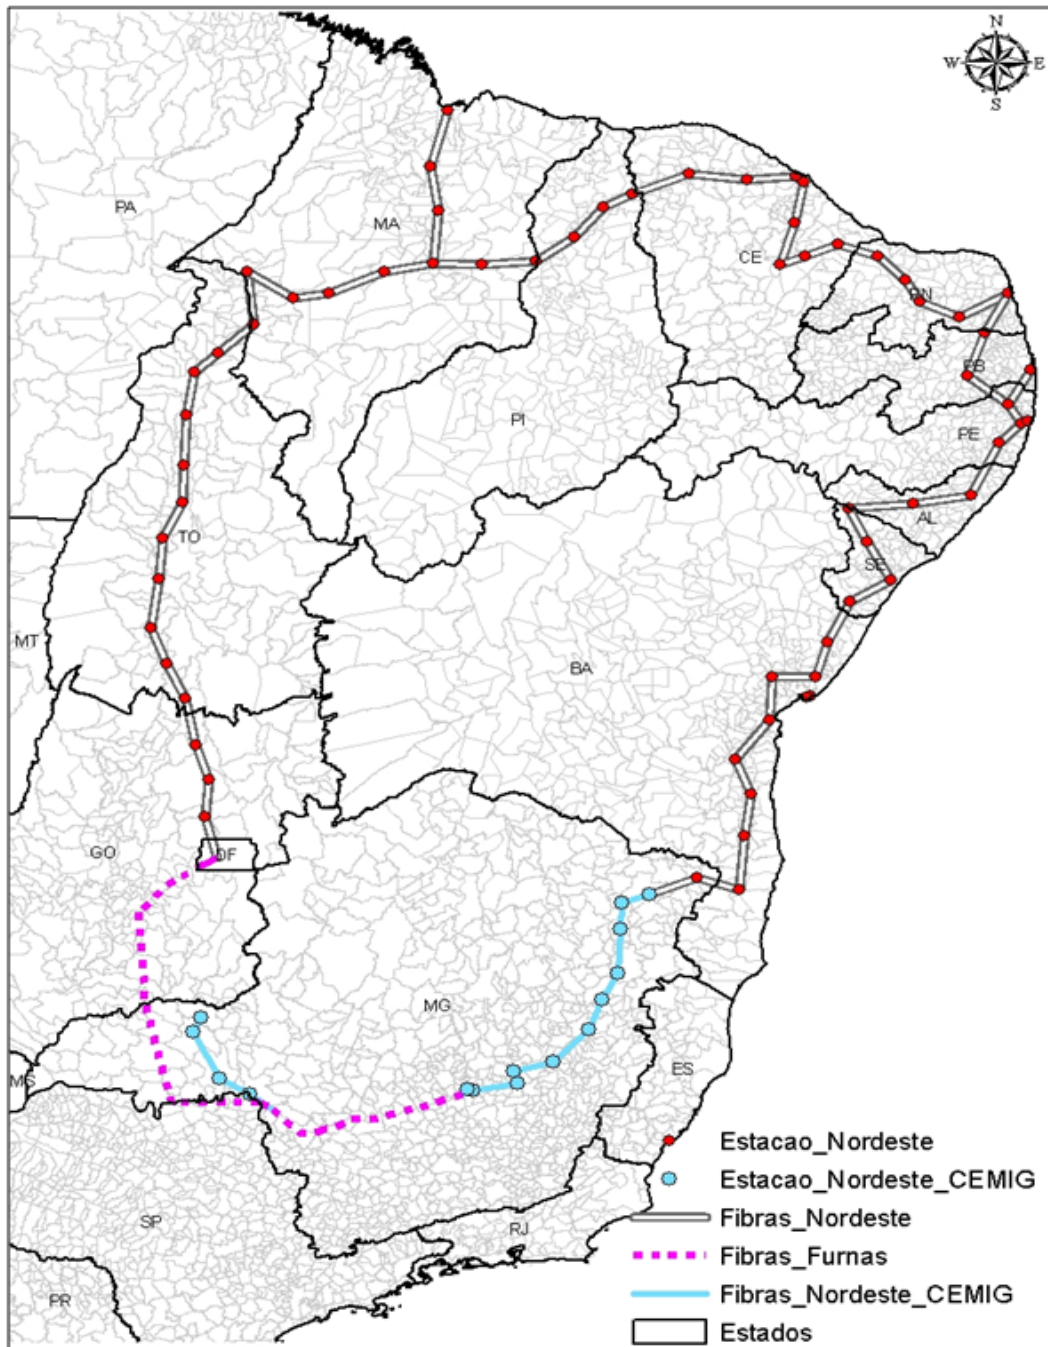 N
W E
S
PA
MA
CE
RN
PB
PI
PE
TO
AL
SE
MT
BA
GO
DF
MG
MS
ES
SP
RJ
PR
Estacao_Nordeste
Estacao_Nordeste_CEMIG
Fibras_Nordeste
Fibras_Furnas
Fibras_Nordeste_CEMIG
Estados